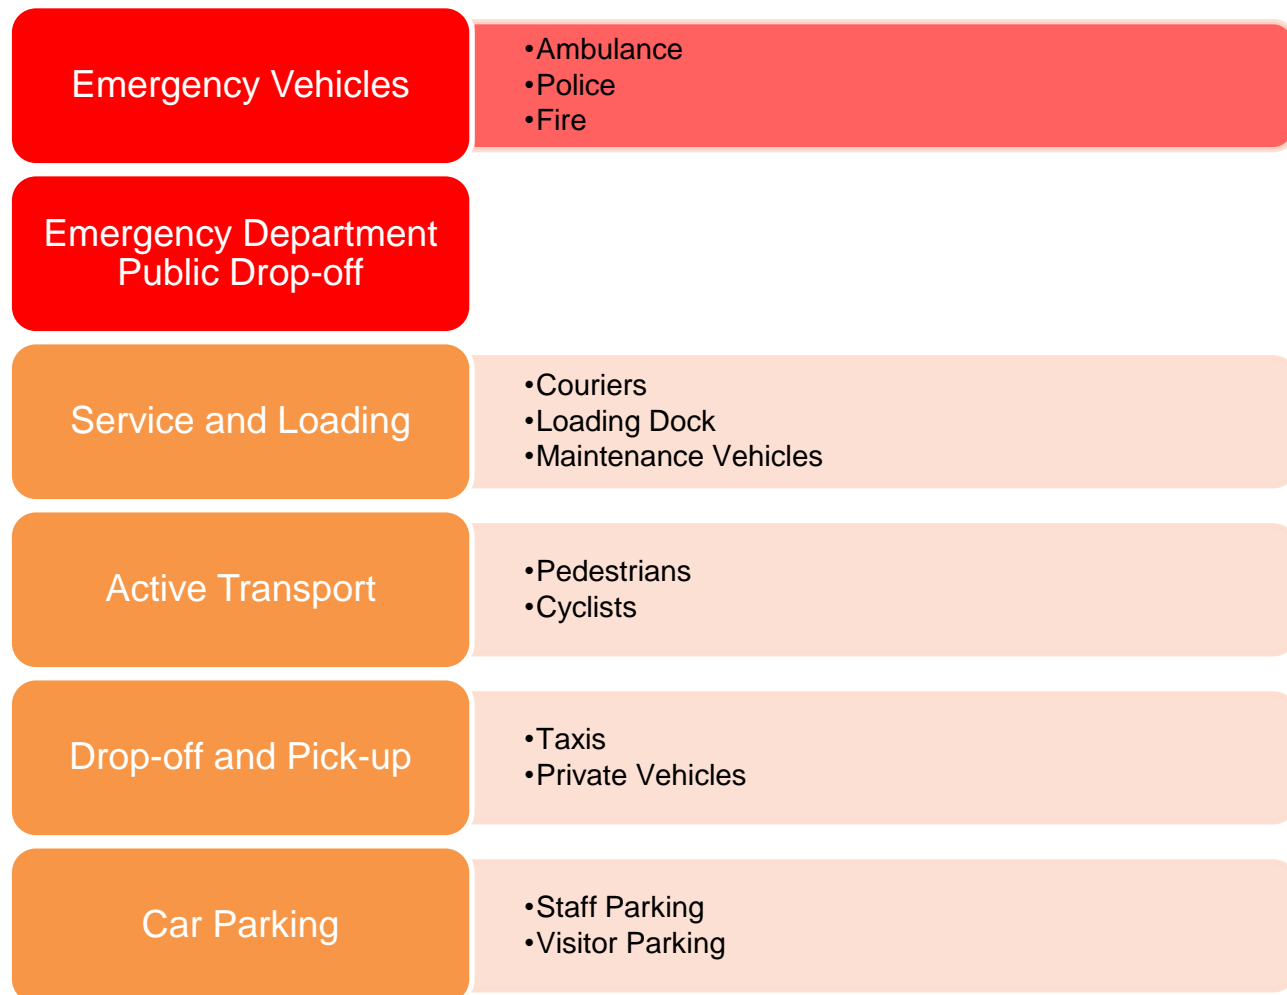 Emergency Vehicles
•Ambulance
•Police
•Fire
Emergency Department
Public Drop-off
Service and Loading
•Couriers
•Loading Dock
•Maintenance Vehicles
Active Transport
•Pedestrians
•Cyclists
Drop-off and Pick-up
•Taxis
•Private Vehicles
Car Parking
•Staff Parking
•Visitor Parking